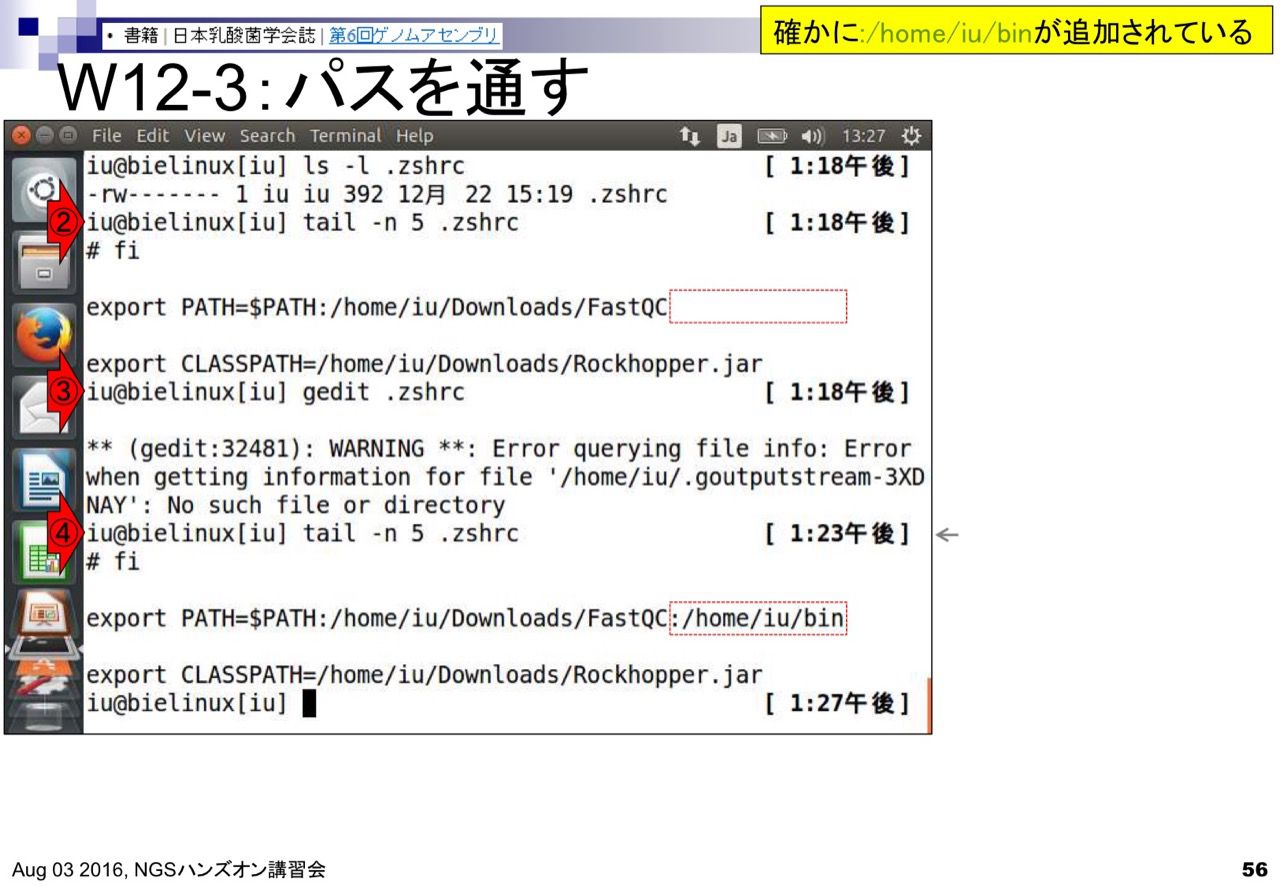 • 書籍 | 日本乳酸菌学会誌 | 第6回ゲノムアセンブリ
確かに:/home/iu/binが追加されている
W12-3：パスを通す
File Edit View Search Terminal Help Ja 13:27
iu@bielinux[iu] ls -l .zshrc [ 1:18午後]
-rw------- 1 iu iu 392 12月 22 15:19 .zshrc
② iu@bielinux[iu] tail -n 5 .zshrc [ 1:18午後]
# fi
export PATH=$PATH:/home/iu/Downloads/FastQC
export CLASSPATH=/home/iu/Downloads/Rockhopper.jar
③ iu@bielinux[iu] gedit .zshrc [ 1:18午後]
** (gedit:32481): WARNING **: Error querying file info: Error
when getting information for file '/home/iu/.goutputstream-3XD
NAY': No such file or directory
④ iu@bielinux[iu] tail -n 5 .zshrc [ 1:23午後] ←
# fi
export PATH=$PATH:/home/iu/Downloads/FastQC:/home/iu/bin
export CLASSPATH=/home/iu/Downloads/Rockhopper.jar
iu@bielinux[iu] [ 1:27午後]
Aug 03 2016, NGSハンズオン講習会
56